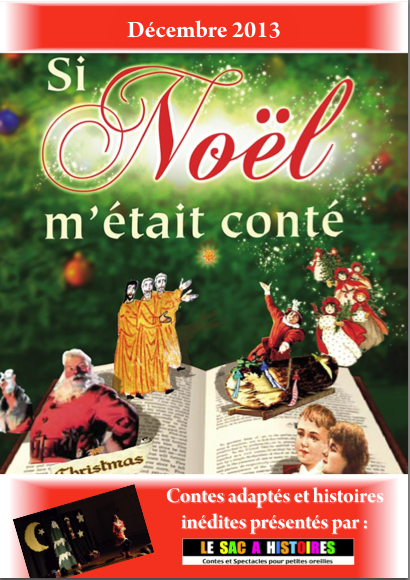 Décembre 2013
Si
Noël
m'était conté
Christmas
Contes adaptés et histoires
inédites présentés par :
LE SAC A HISTOIRES
Contes et Spectacles pour petites oreilles